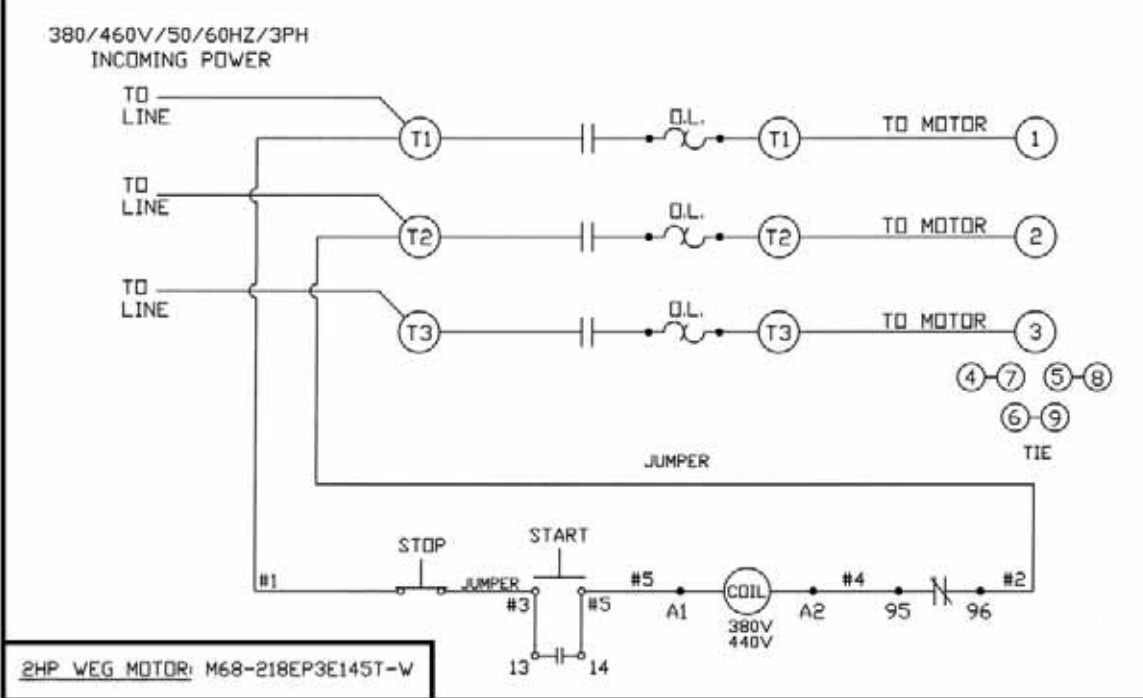 380/460V/50/60HZ/3PH
INCOMING POWER
TO
LINE
T1
O.L.
T1
TO MOTOR
1
TO
LINE
T2
O.L.
T2
TO MOTOR
2
TO
LINE
T3
O.L.
T3
TO MOTOR
3
4 7 5 8
6 9
TIE
JUMPER
STOP
START
#1
JUMPER
#3
#5
#5
A1
COIL
380V
440V
A2
#4
95
96
#2
13
14
2HP WEG MOTOR: M68-218EP3E145T-W